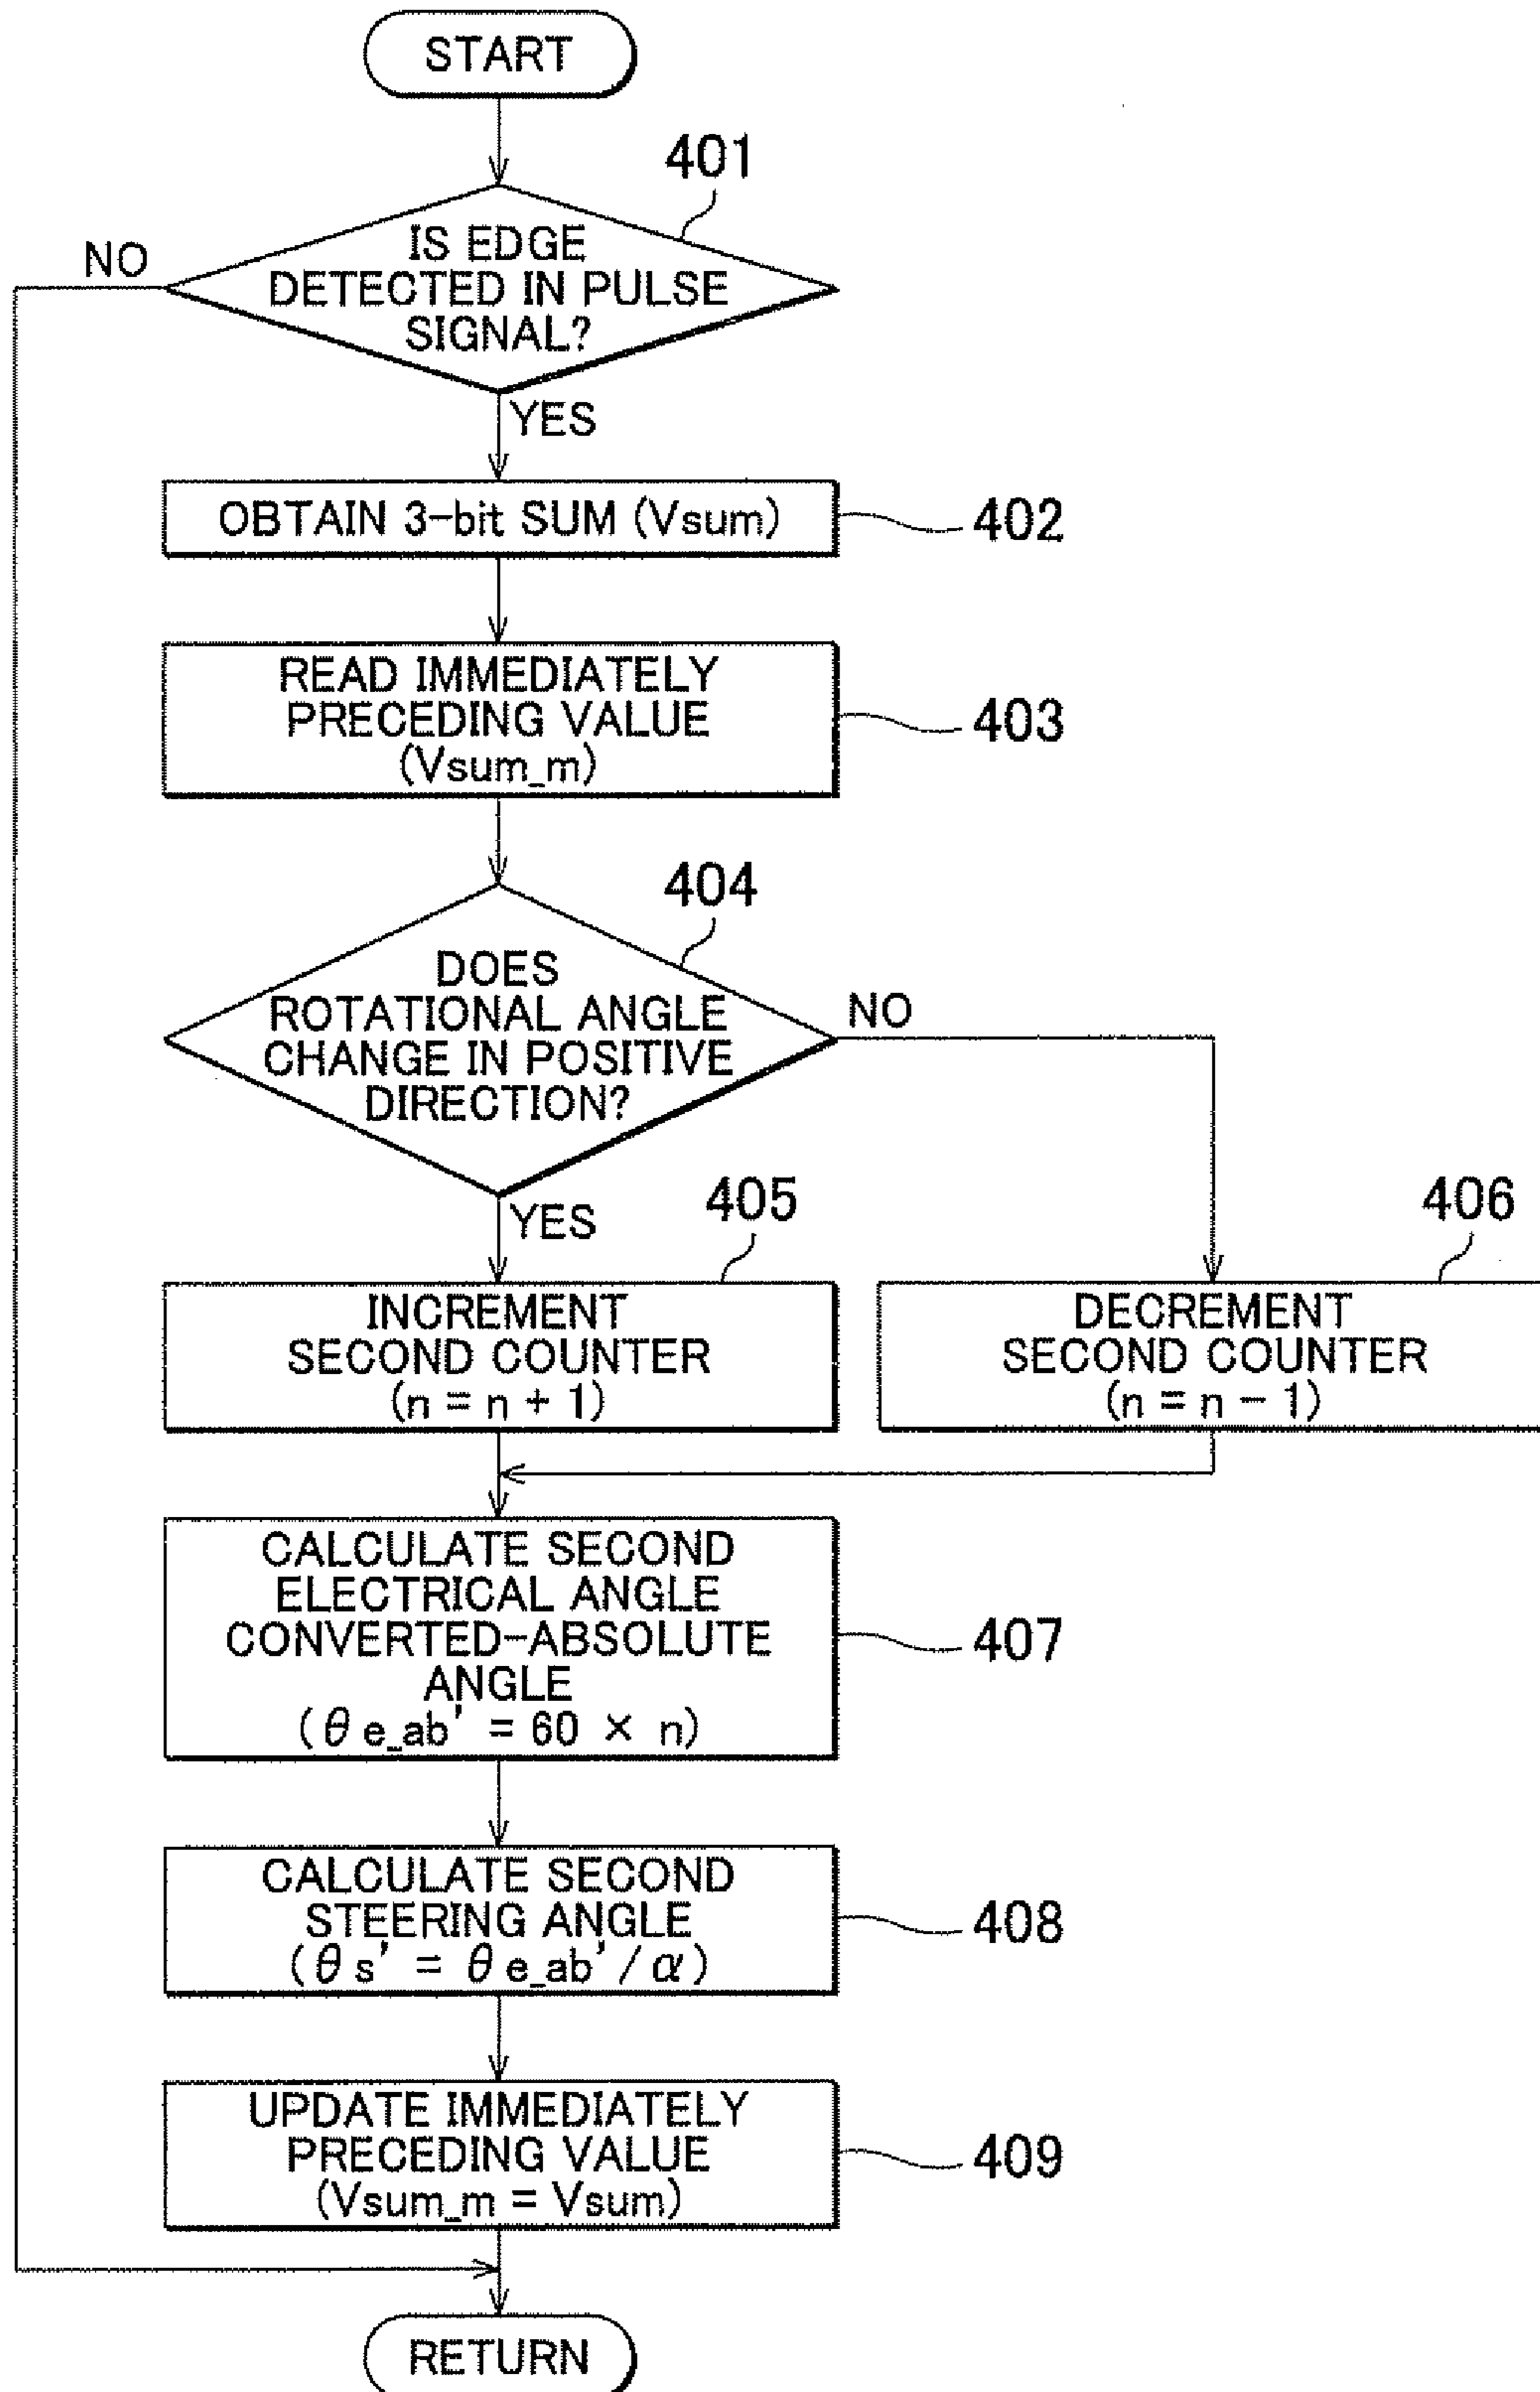 START
401
NO
IS EDGE
DETECTED IN PULSE
SIGNAL?
YES
OBTAIN 3-bit SUM (Vsum)
402
READ IMMEDIATELY
PRECEDING VALUE
(Vsum_m)
403
404
DOES
ROTATIONAL ANGLE
CHANGE IN POSITIVE
DIRECTION?
NO
YES
405
406
INCREMENT
SECOND COUNTER
(n = n + 1)
DECREMENT
SECOND COUNTER
(n = n − 1)
CALCULATE SECOND
ELECTRICAL ANGLE
CONVERTED-ABSOLUTE
ANGLE
(θe_ab' = 60 × n)
407
CALCULATE SECOND
STEERING ANGLE
(θs' = θe_ab'/α)
408
UPDATE IMMEDIATELY
PRECEDING VALUE
(Vsum_m = Vsum)
409
RETURN